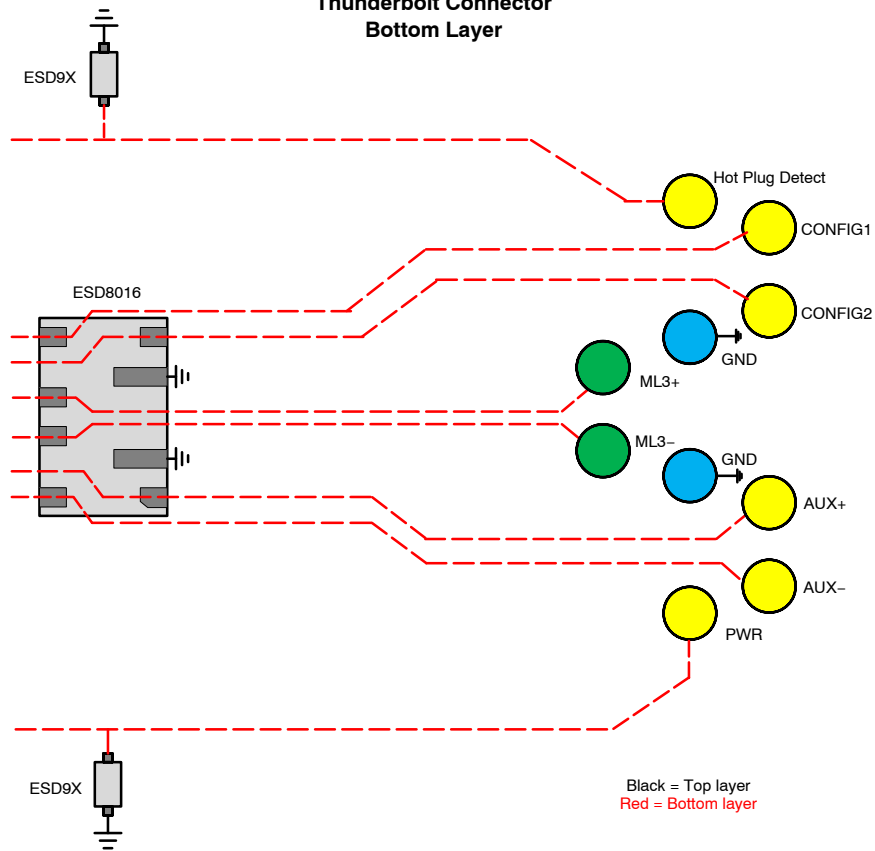 Thunderbolt Connector
Bottom Layer
ESD9X
Hot Plug Detect
CONFIG1
ESD8016
CONFIG2
GND
ML3+
ML3−
GND
AUX+
AUX−
PWR
ESD9X
Black = Top layer
Red = Bottom layer